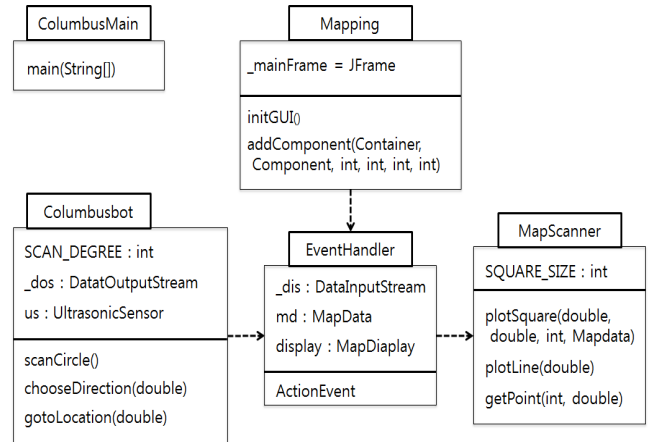 ColumbusMain
main(String[])
Mapping
_mainFrame = JFrame
initGUI()
addComponent(Container,
Component, int, int, int, int)
Columbusbot
SCAN_DEGREE : int
_dos : DatatOutputStream
us : UltrasonicSensor
scanCircle()
chooseDirection(double)
gotoLocation(double)
EventHandler
_dis : DataInputStream
md : MapData
display : MapDiaplay
ActionEvent
MapScanner
SQUARE_SIZE : int
plotSquare(double,
double, int, Mapdata)
plotLine(double)
getPoint(int, double)